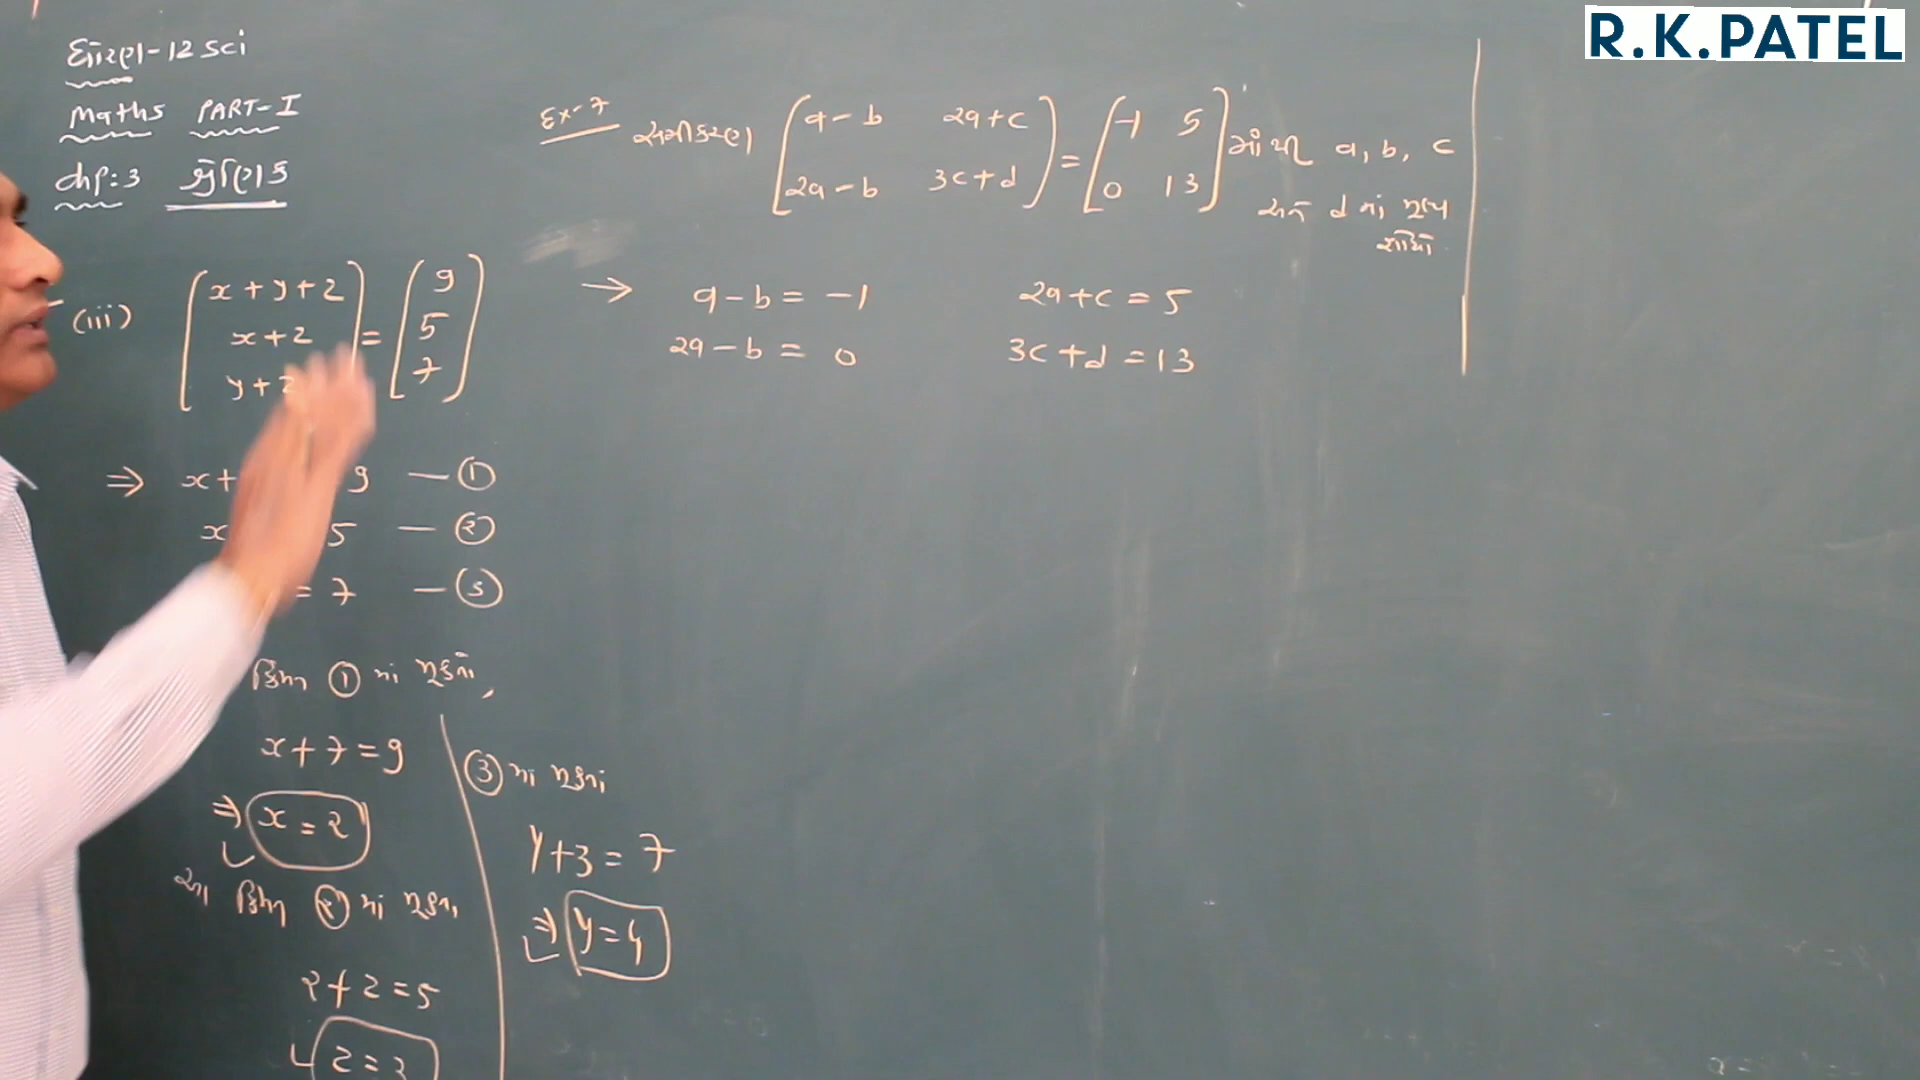 R.K.PATEL
ધોરણ-12 Sci
Maths PART-I
ch p: 3 શ્રેણિક
(iii) [x+y+z
x+z
y+z] = [9
5
7]
⇒ x+ 9 — ①
x 5 — ②
= 7 — ③
કિંમત ① માં મૂકતાં,
x+7=9
⇒ x=2
આ કિંમત ② માં મૂકતાં,
2+z=5
z=3
③ માં મૂકતાં
y+3=7
⇒ y=4
Ex-7 સમીકરણ [a-b 2a+c
2a-b 3c+d] = [-1 5
0 13] માંથી a, b, c
અને d નાં મૂલ્ય
શોધો.
→ a-b = -1 2a+c = 5
2a-b = 0 3c+d = 13